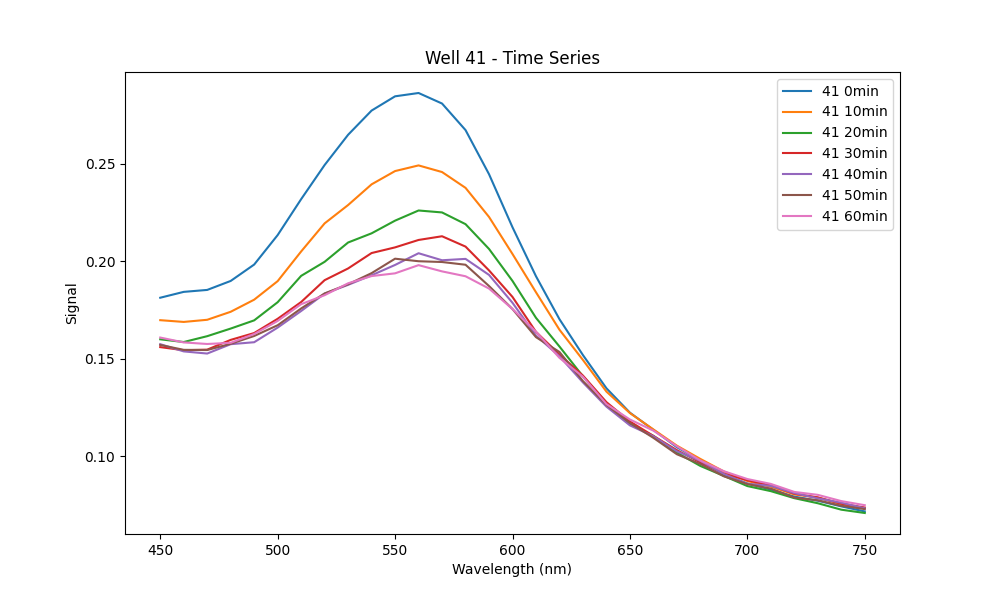 Well 41 - Time Series
41 0min
41 10min
41 20min
41 30min
41 40min
41 50min
41 60min
Signal
0.25
0.20
0.15
0.10
450 500 550 600 650 700 750
Wavelength (nm)